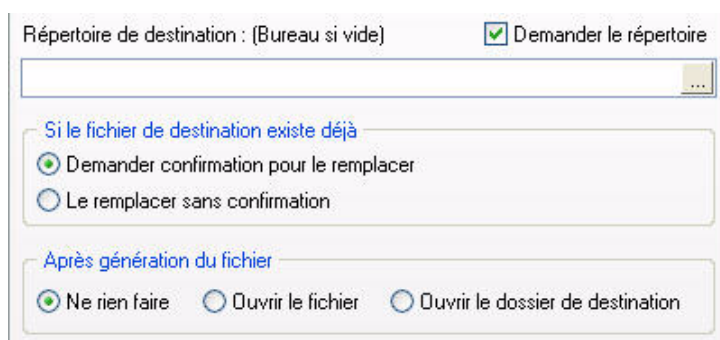 Répertoire de destination : (Bureau si vide) Demander le répertoire
...
Si le fichier de destination existe déjà
Demander confirmation pour le remplacer
Le remplacer sans confirmation
Après génération du fichier
Ne rien faire Ouvrir le fichier Ouvrir le dossier de destination